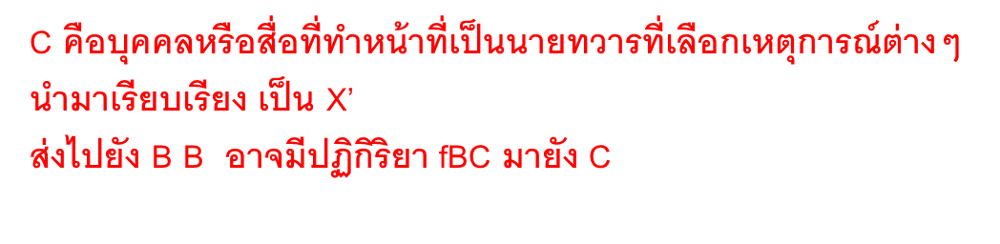 C คือบุคคลหรือสื่อที่ทำหน้าที่เป็นนายทวารที่เลือกเหตุการณ์ต่าง ๆ
นำมาเรียบเรียง เป็น X’
ส่งไปยัง B B  อาจมีปฏิกิริยา fBC มายัง C